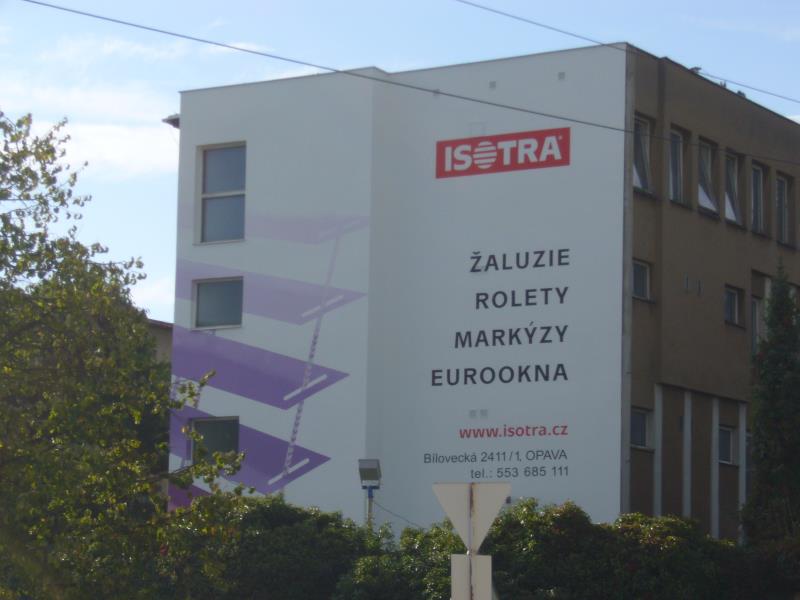 ISOTRA
ŽALUZIE
ROLETY
MARKÝZY
EUROOKNA
www.isotra.cz
Bílovecká 2411/1, OPAVA
tel.: 553 685 111